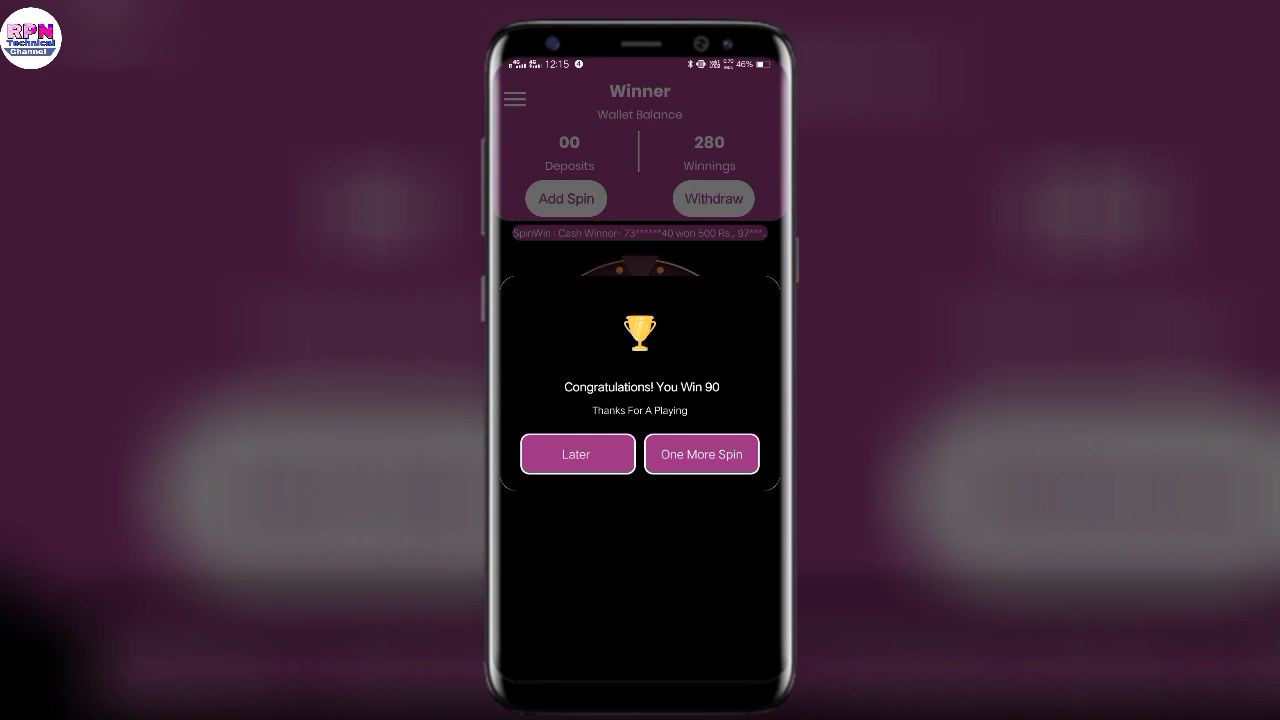 RPN
Technical
Channel
12:15
46%
Winner
Wallet Balance
00
280
Deposits
Winnings
Add Spin
Withdraw
SpinWin : Cash Winner- 73******40 won 500 Rs., 97***..
Congratulations! You Win 90
Thanks For A Playing
Later
One More Spin